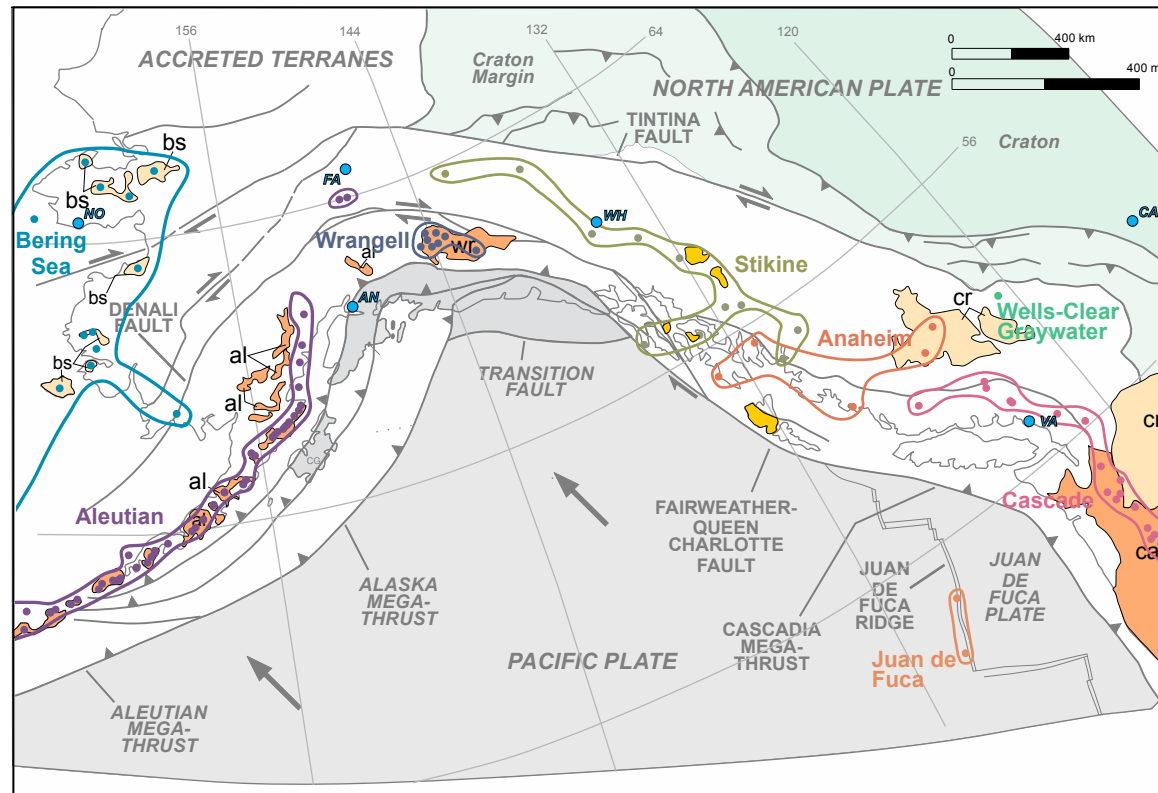 156
144
132
64
120
0
400 km
0
400 m
ACCRETED TERRANES
Craton
Margin
NORTH AMERICAN PLATE
TINTINA
FAULT
56
Craton
bs
bs
NO
FA
WH
CA
Bering
Sea
Wrangell
wr
al
Stikine
bs
DENALI
FAULT
AN
cr
Wells-Clear
Graywater
Anaheim
bs
al
al
TRANSITION
FAULT
VA
CG
al
al
Aleutian
Cascade
FAIRWEATHER-
QUEEN
CHARLOTTE
FAULT
ca
ALASKA
MEGA-
THRUST
JUAN
DE
FUCA
RIDGE
JUAN
DE
FUCA
PLATE
CASCADIA
MEGA-
THRUST
PACIFIC PLATE
Juan de
Fuca
ALEUTIAN
MEGA-
THRUST